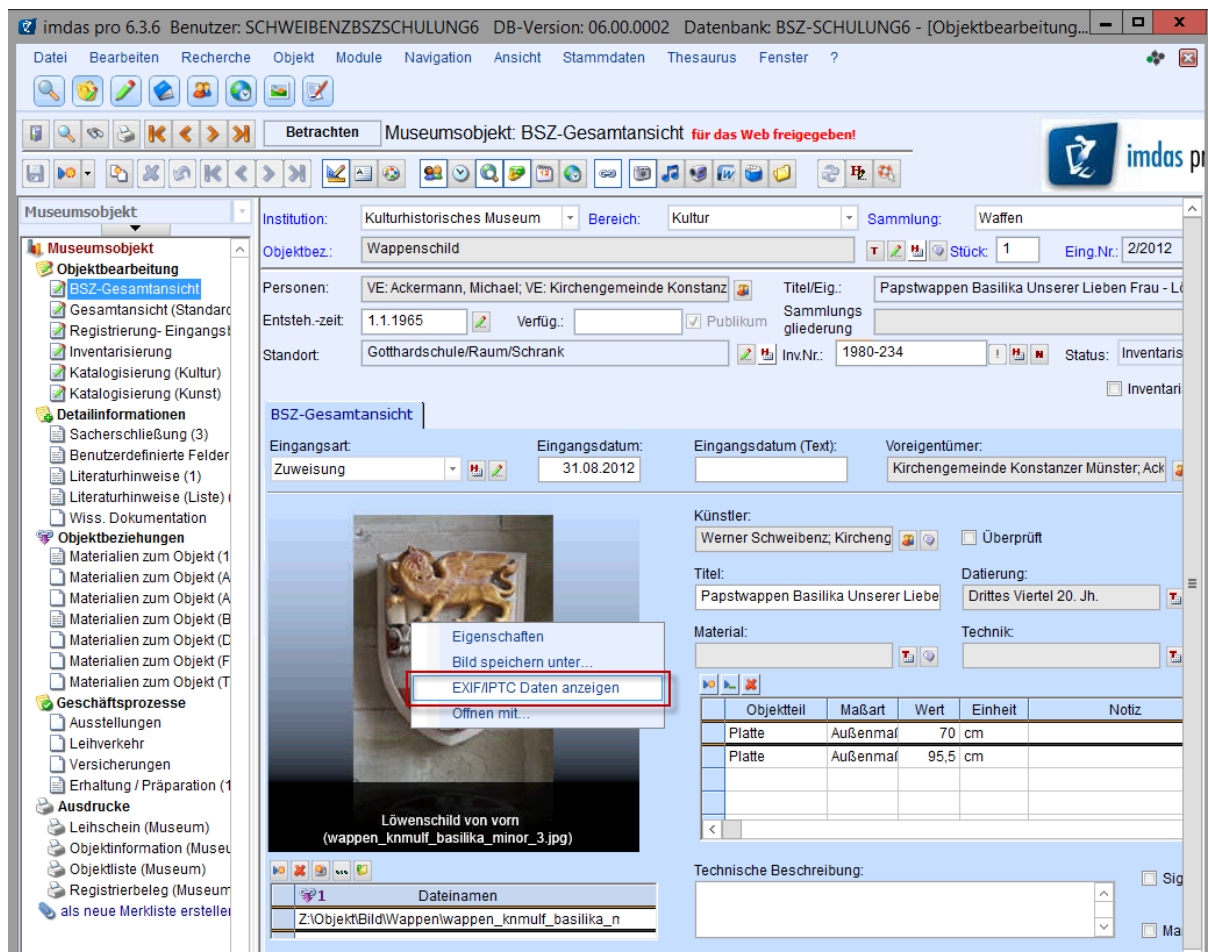 imdas pro 6.3.6 Benutzer: SCHWEIBENZBSZSCHULUNG6 DB-Version: 06.00.0002 Datenbank: BSZ-SCHULUNG6 - [Objektbearbeitung...
Datei Bearbeiten Recherche Objekt Module Navigation Ansicht Stammdaten Thesaurus Fenster ?
Betrachten Museumsobjekt: BSZ-Gesamtansicht für das Web freigegeben!
imdas pr
Museumsobjekt
Museumsobjekt
Objektbearbeitung
BSZ-Gesamtansicht
Gesamtansicht (Standard
Registrierung- Eingangsb
Inventarisierung
Katalogisierung (Kultur)
Katalogisierung (Kunst)
Detailinformationen
Sacherschließung (3)
Benutzerdefinierte Felder
Literaturhinweise (1)
Literaturhinweise (Liste) (
Wiss. Dokumentation
Objektbeziehungen
Materialien zum Objekt (1
Materialien zum Objekt (A
Materialien zum Objekt (A
Materialien zum Objekt (B
Materialien zum Objekt (D
Materialien zum Objekt (F
Materialien zum Objekt (T
Geschäftsprozesse
Ausstellungen
Leihverkehr
Versicherungen
Erhaltung / Präparation (1
Ausdrucke
Leihschein (Museum)
Objektinformation (Museu
Objektliste (Museum)
Registrierbeleg (Museum
als neue Merkliste erstellen
Institution: Kulturhistorisches Museum Bereich: Kultur Sammlung: Waffen
Objektbez.: Wappenschild Stück: 1 Eing.Nr.: 2/2012
Personen: VE: Ackermann, Michael; VE: Kirchengemeinde Konstanz Titel/Eig.: Papstwappen Basilika Unserer Lieben Frau - Lö
Entsteh.-zeit: 1.1.1965 Verfüg.: Publikum Sammlungs
gliederung
Standort: Gotthardschule/Raum/Schrank Inv.Nr.: 1980-234 Status: Inventaris
Inventari
BSZ-Gesamtansicht
Eingangsart: Eingangsdatum: Eingangsdatum (Text): Voreigentümer:
Zuweisung 31.08.2012 Kirchengemeinde Konstanzer Münster; Ack
Künstler:
Werner Schweibenz; Kircheng Überprüft
Titel: Datierung:
Papstwappen Basilika Unserer Liebe Drittes Viertel 20. Jh.
Material: Technik:
Eigenschaften
Bild speichern unter...
EXIF/IPTC Daten anzeigen
Öffnen mit...
Löwenschild von vorn
(wappen_knmulf_basilika_minor_3.jpg)
Objektteil Maßart Wert Einheit Notiz
Platte Außenmaß 70 cm
Platte Außenmaß 95,5 cm
1 Dateinamen
Z:\Objekt\Bild\Wappen\wappen_knmulf_basilika_n
Technische Beschreibung:
Sig
Ma